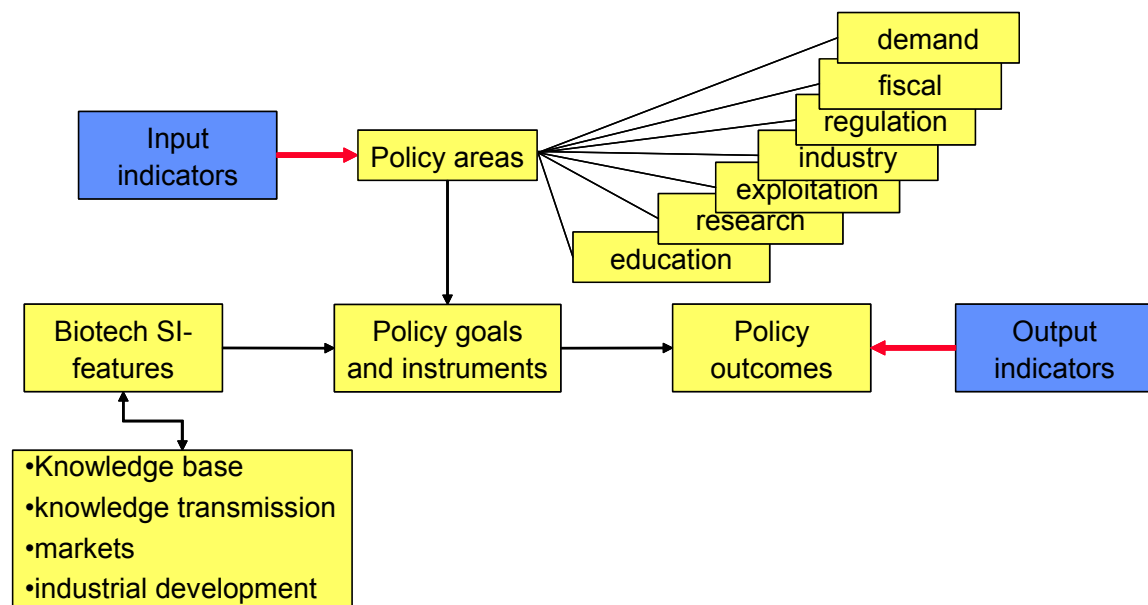 demand
fiscal
regulation
industry
exploitation
research
education
Input
indicators
Policy areas
Biotech SI-
features
Policy goals
and instruments
Policy
outcomes
Output
indicators
•Knowledge base
•knowledge transmission
•markets
•industrial development